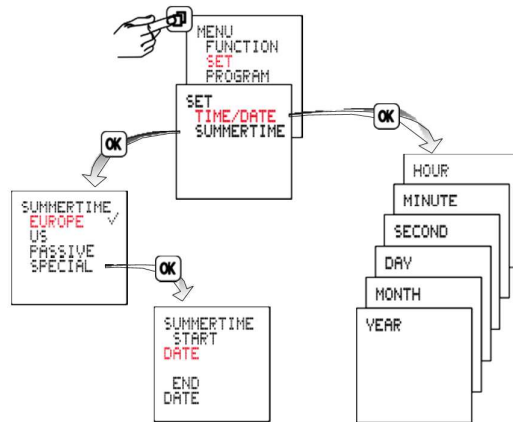 MENU
FUNCTION
SET
PROGRAM
SET
TIME/DATE
SUMMERTIME
OK
OK
HOUR
MINUTE
SECOND
DAY
MONTH
YEAR
SUMMERTIME
EUROPE
US
PASSIVE
SPECIAL
OK
SUMMERTIME
START
DATE
END
DATE